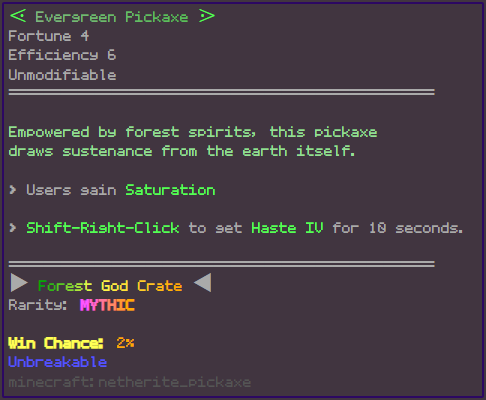 ⋖ Evergreen Pickaxe ⋗
Fortune 4
Efficiency 6
Unmodifiable
Empowered by forest spirits, this pickaxe
draws sustenance from the earth itself.
› Users gain Saturation
› Shift-Right-Click to get Haste IV for 10 seconds.
▶ Forest God Crate ◀
Rarity: MYTHIC
Win Chance: 2%
Unbreakable
minecraft:netherite_pickaxe